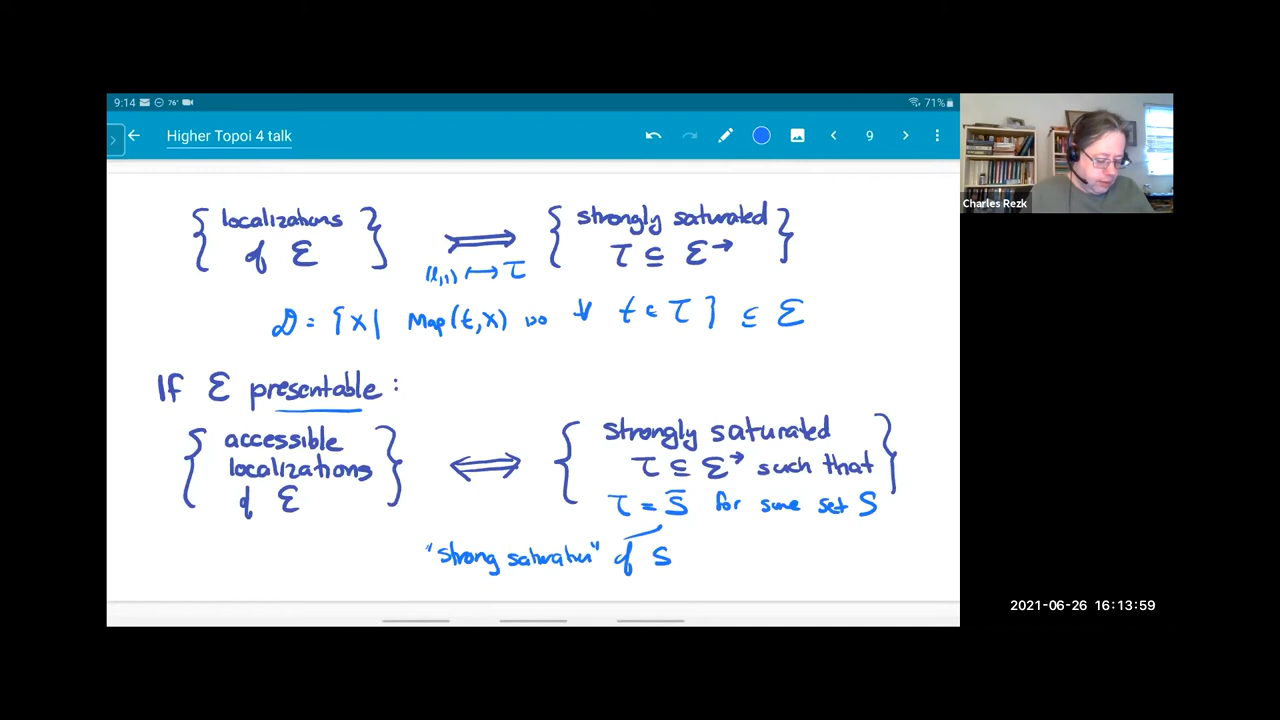 9:14 76° 71%
Higher Topoi 4 talk 9
{ localizations of ℰ } ⟹ { strongly saturated τ ⊆ ℰ→ }
(l,i) ↦ τ
𝒟 = { X | Map(t,X) iso ∀ t ∈ τ } ⊆ ℰ
If ℰ presentable :
{ accessible localizations of ℰ } ⟺ { strongly saturated τ ⊆ ℰ→ such that τ = S̅ for some set S }
"strong saturation" of S
Charles Rezk
2021-06-26 16:13:59